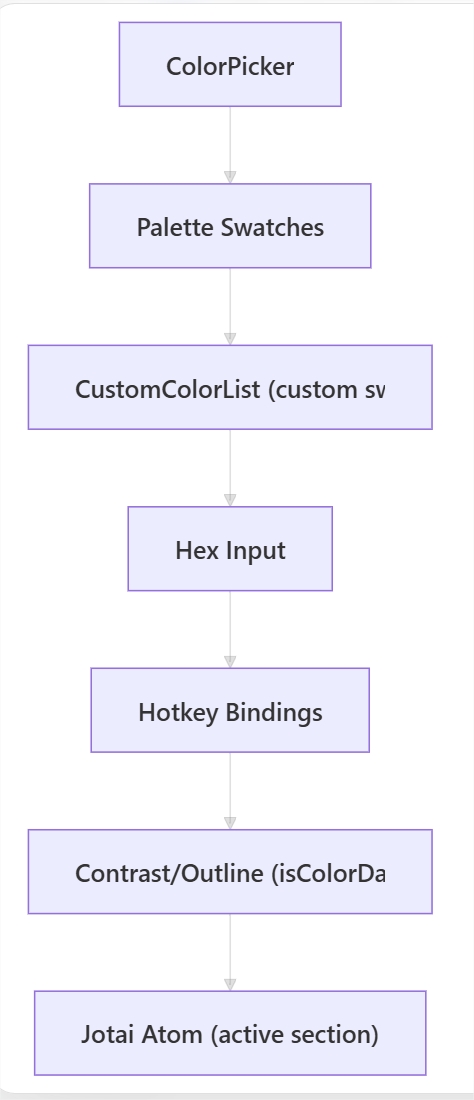 ColorPicker
Palette Swatches
CustomColorList (custom sv
Hex Input
Hotkey Bindings
Contrast/Outline (isColorDa
Jotai Atom (active section)